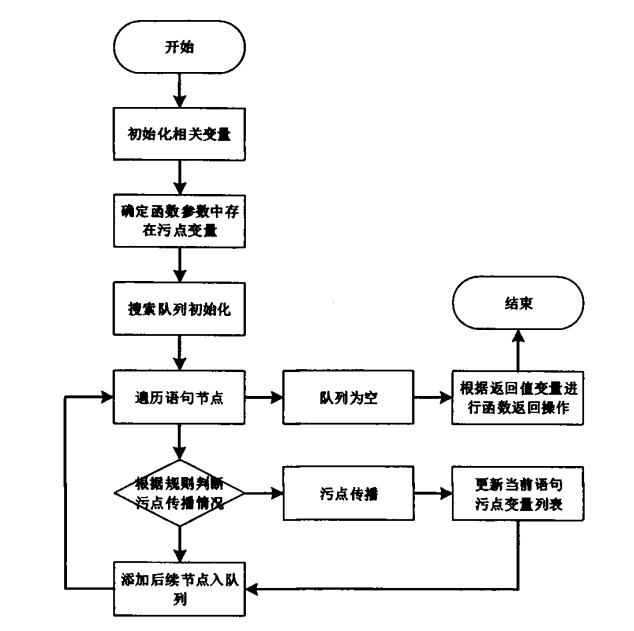 开始
初始化相关变量
确定函数参数中存
在污点变量
搜索队列初始化
结束
遍历语句节点
队列为空
根据返回值变量进
行函数返回操作
根据规则判断
污点传播情况
污点传播
更新当前语句
污点变量列表
添加后续节点入队
列